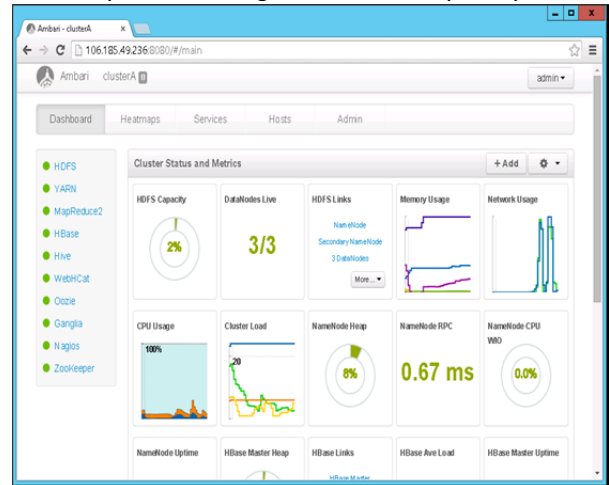 Ambari - clusterA
106.185.49.236:8080/#/main
Ambari clusterA 0 admin
Dashboard Heatmaps Services Hosts Admin
HDFS
YARN
MapReduce2
HBase
Hive
WebHCat
Oozie
Ganglia
Nagios
ZooKeeper
Cluster Status and Metrics + Add
HDFS Capacity
2%
DataNodes Live
3/3
HDFS Links
NameNode
Secondary NameNode
3 DataNodes
More...
Memory Usage
Network Usage
CPU Usage
100%
Cluster Load
20
NameNode Heap
8%
NameNode RPC
0.67 ms
NameNode CPU
WIO
0.0%
NameNode Uptime
HBase Master Heap
HBase Links
HBase Master
HBase Ave Load
HBase Master Uptime